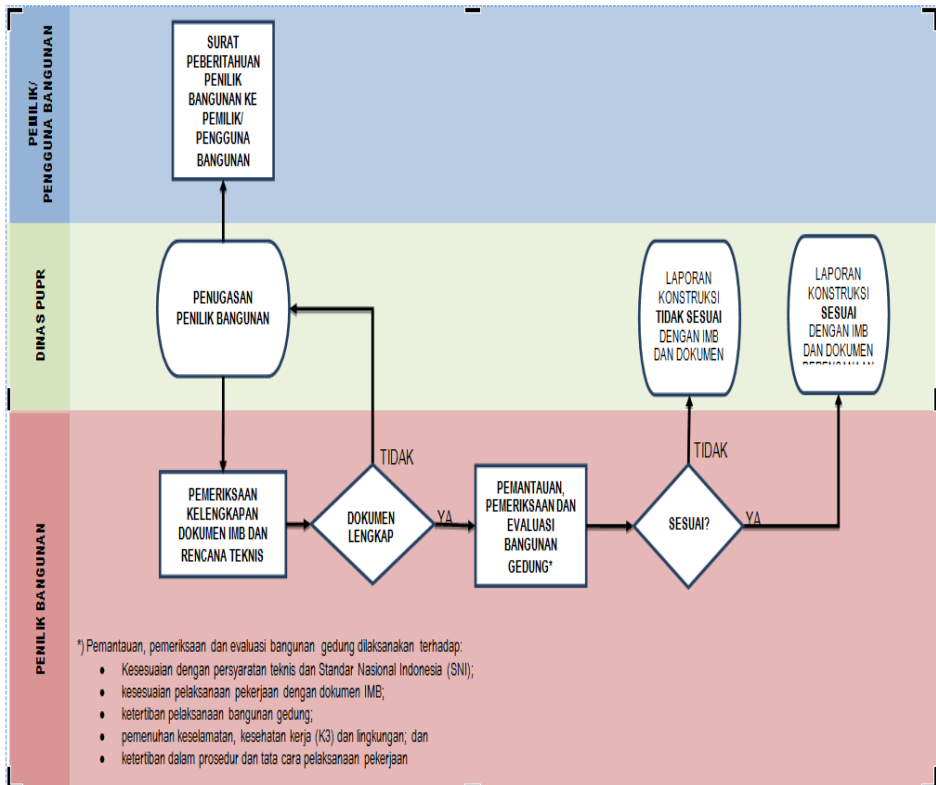 PEMILIK/
PENGGUNA BANGUNAN
SURAT
PEBERITAHUAN
PENILIK
BANGUNAN KE
PEMILIK/
PENGGUNA
BANGUNAN
DINAS PUPR
PENUGASAN
PENILIK BANGUNAN
LAPORAN
KONSTRUKSI
TIDAK SESUAI
DENGAN IMB
DAN DOKUMEN
LAPORAN
KONSTRUKSI
SESUAI
DENGAN IMB
DAN DOKUMEN
PENILIK BANGUNAN
PEMERIKSAAN
KELENGKAPAN
DOKUMEN IMB DAN
RENCANA TEKNIS
DOKUMEN
LENGKAP
TIDAK
YA
PEMANTAUAN,
PEMERIKSAAN DAN
EVALUASI
BANGUNAN
GEDUNG*
SESUAI?
TIDAK
YA
*) Pemantauan, pemeriksaan dan evaluasi bangunan gedung dilaksanakan terhadap:
• Kesesuaian dengan persyaratan teknis dan Standar Nasional Indonesia (SNI);
• kesesuaian pelaksanaan pekerjaan dengan dokumen IMB;
• ketertiban pelaksanaan bangunan gedung;
• pemenuhan keselamatan, kesehatan kerja (K3) dan lingkungan; dan
• ketertiban dalam prosedur dan tata cara pelaksanaan pekerjaan